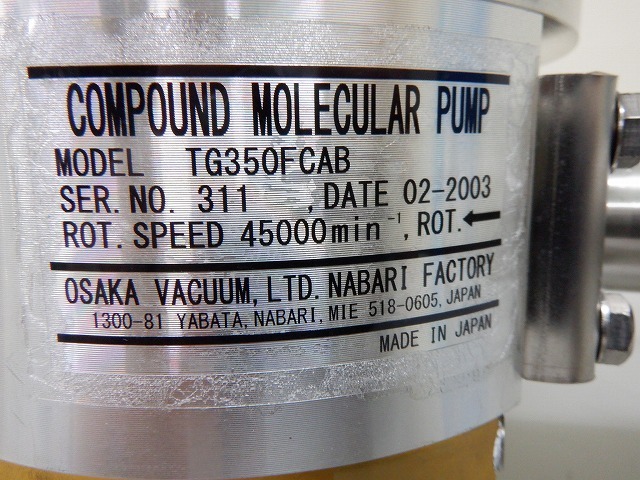 COMPOUND MOLECULAR PUMP
MODEL TG350FCAB
SER. NO. 311 , DATE 02-2003
ROT. SPEED 45000min⁻¹, ROT. ←
OSAKA VACUUM, LTD. NABARI FACTORY
1300-81 YABATA, NABARI, MIE 518-0605, JAPAN
MADE IN JAPAN